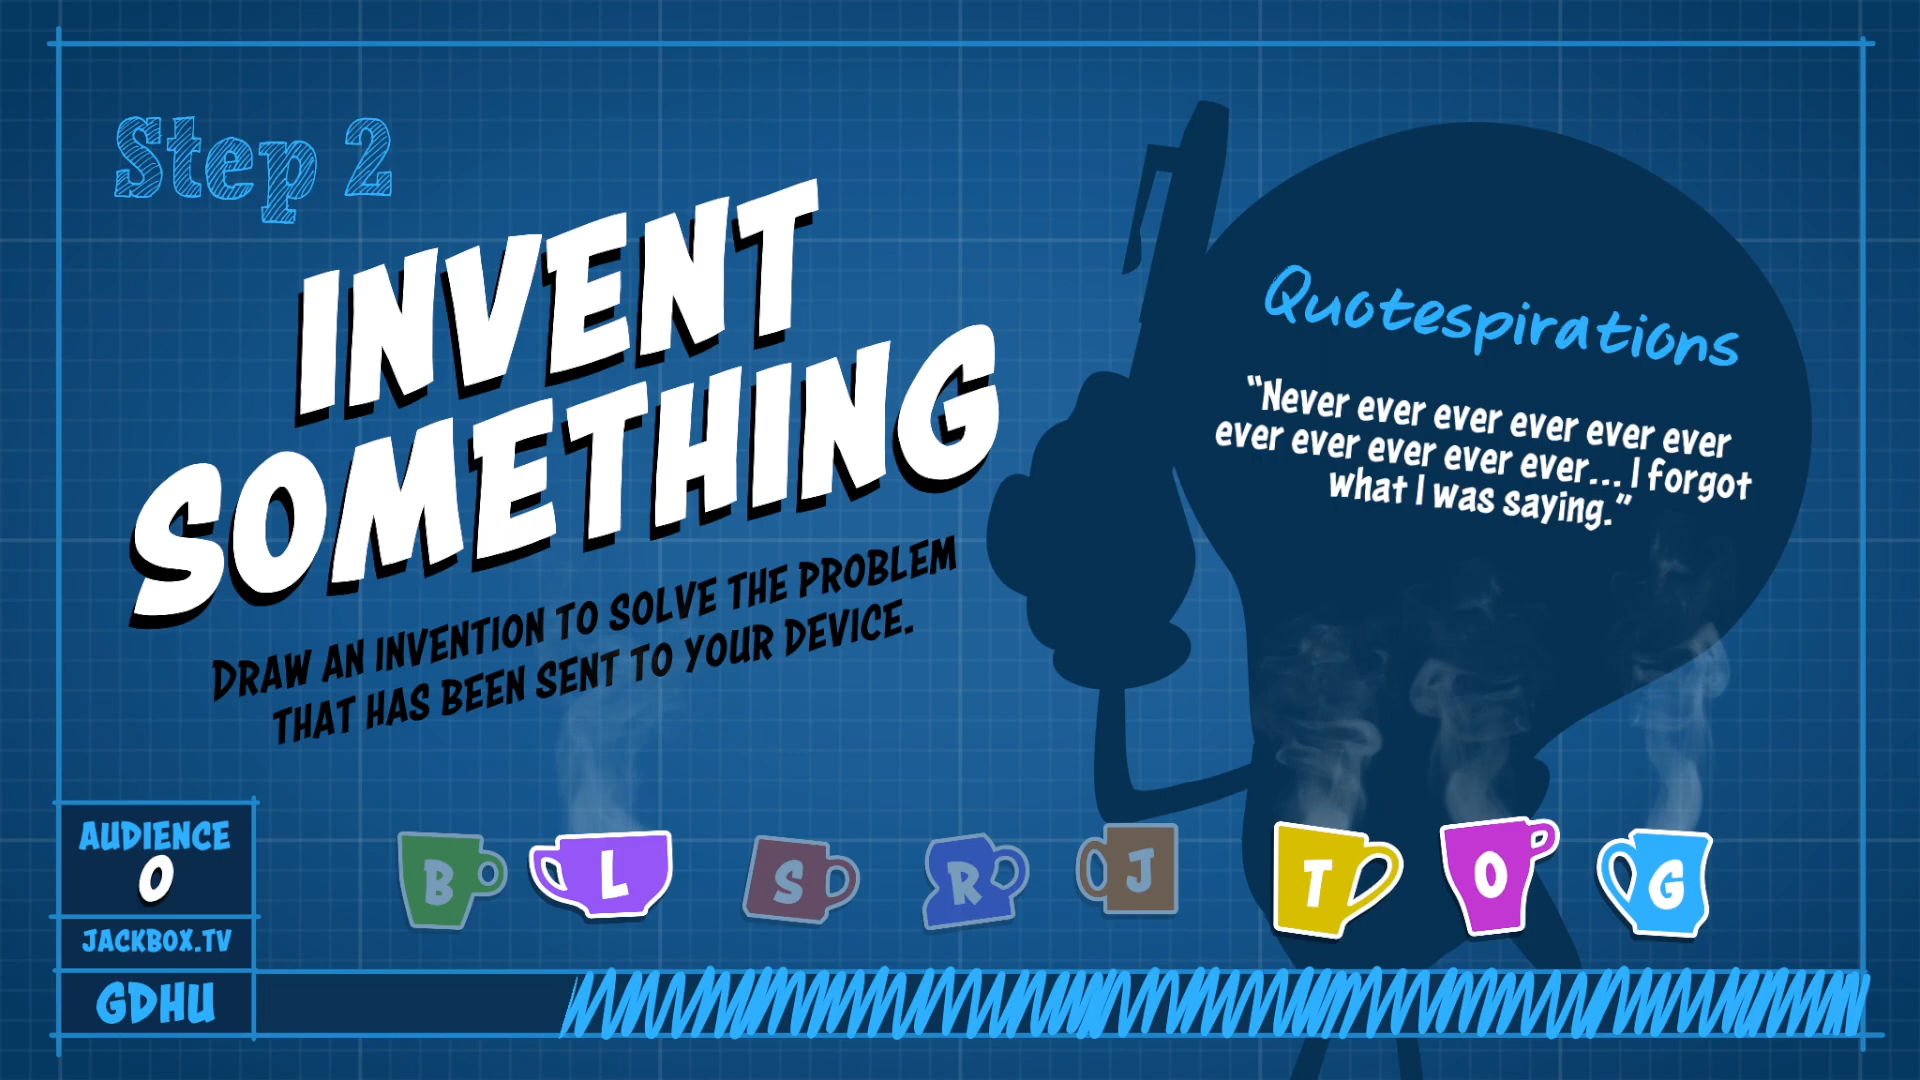 Step 2
INVENT
SOMETHING
DRAW AN INVENTION TO SOLVE THE PROBLEM
THAT HAS BEEN SENT TO YOUR DEVICE.
Quotespirations
“Never ever ever ever ever ever
ever ever ever ever ever... I forgot
what I was saying.”
B
L
S
R
J
T
O
G
AUDIENCE
0
JACKBOX.TV
GDHU